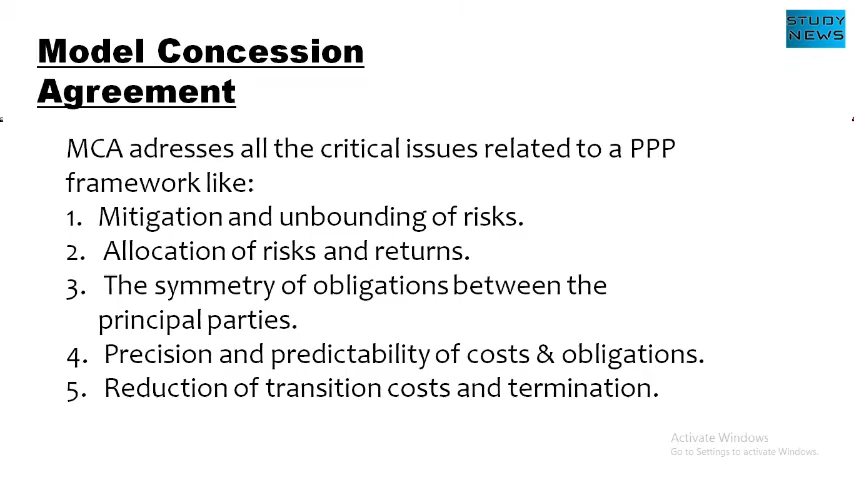 STUDY
NEWS
Model Concession
Agreement
MCA adresses all the critical issues related to a PPP
framework like:
1. Mitigation and unbounding of risks.
2. Allocation of risks and returns.
3. The symmetry of obligations between the
principal parties.
4. Precision and predictability of costs & obligations.
5. Reduction of transition costs and termination.
Activate Windows
Go to Settings to activate Windows.